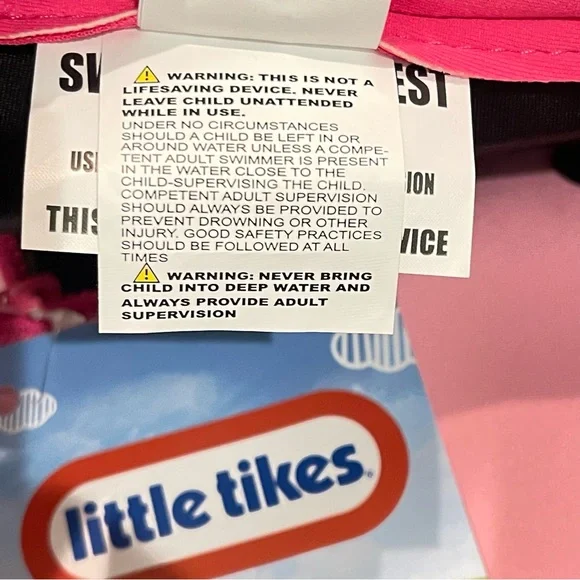 ⚠ WARNING: THIS IS NOT A
LIFESAVING DEVICE. NEVER
LEAVE CHILD UNATTENDED
WHILE IN USE.
UNDER NO CIRCUMSTANCES
SHOULD A CHILD BE LEFT IN OR
AROUND WATER UNLESS A COMPE-
TENT ADULT SWIMMER IS PRESENT
IN THE WATER CLOSE TO THE
CHILD-SUPERVISING THE CHILD.
COMPETENT ADULT SUPERVISION
SHOULD ALWAYS BE PROVIDED TO
PREVENT DROWNING OR OTHER
INJURY. GOOD SAFETY PRACTICES
SHOULD BE FOLLOWED AT ALL
TIMES
⚠ WARNING: NEVER BRING
CHILD INTO DEEP WATER AND
ALWAYS PROVIDE ADULT
SUPERVISION
THIS
little tikes